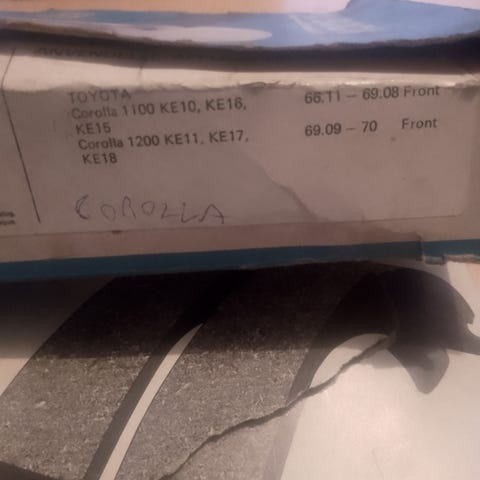 TOYOTA
Corolla 1100 KE10, KE16, 66.11 – 69.08 Front
KE15
Corolla 1200 KE11, KE17, 69.09 – 70 Front
KE18
COROLLA